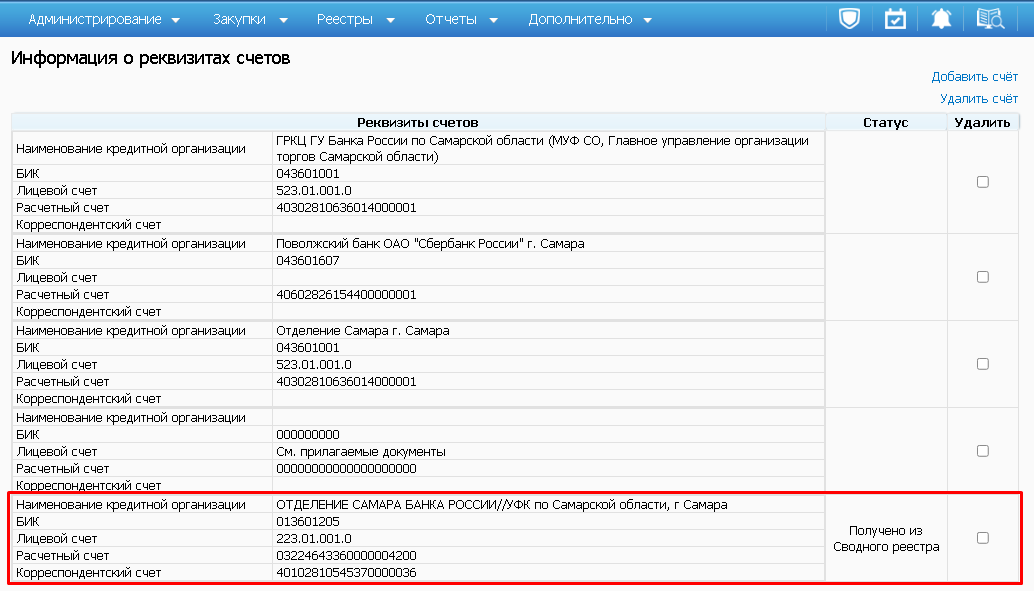 Администрирование Закупки Реестры Отчеты Дополнительно
Информация о реквизитах счетов
Добавить счёт
Удалить счёт
Реквизиты счетов Статус Удалить
Наименование кредитной организации ГРКЦ ГУ Банка России по Самарской области (МУФ СО, Главное управление организации
торгов Самарской области)
БИК 043601001
Лицевой счет 523.01.001.0
Расчетный счет 40302810636014000001
Корреспондентский счет
Наименование кредитной организации Поволжский банк ОАО "Сбербанк России" г. Самара
БИК 043601607
Лицевой счет
Расчетный счет 40602826154400000001
Корреспондентский счет
Наименование кредитной организации Отделение Самара г. Самара
БИК 043601001
Лицевой счет 523.01.001.0
Расчетный счет 40302810636014000001
Корреспондентский счет
Наименование кредитной организации
БИК 000000000
Лицевой счет См. прилагаемые документы
Расчетный счет 00000000000000000000
Корреспондентский счет
Наименование кредитной организации ОТДЕЛЕНИЕ САМАРА БАНКА РОССИИ//УФК по Самарской области, г Самара
БИК 013601205
Лицевой счет 223.01.001.0
Расчетный счет 03224643360000004200
Корреспондентский счет 40102810545370000036
Получено из
Сводного реестра